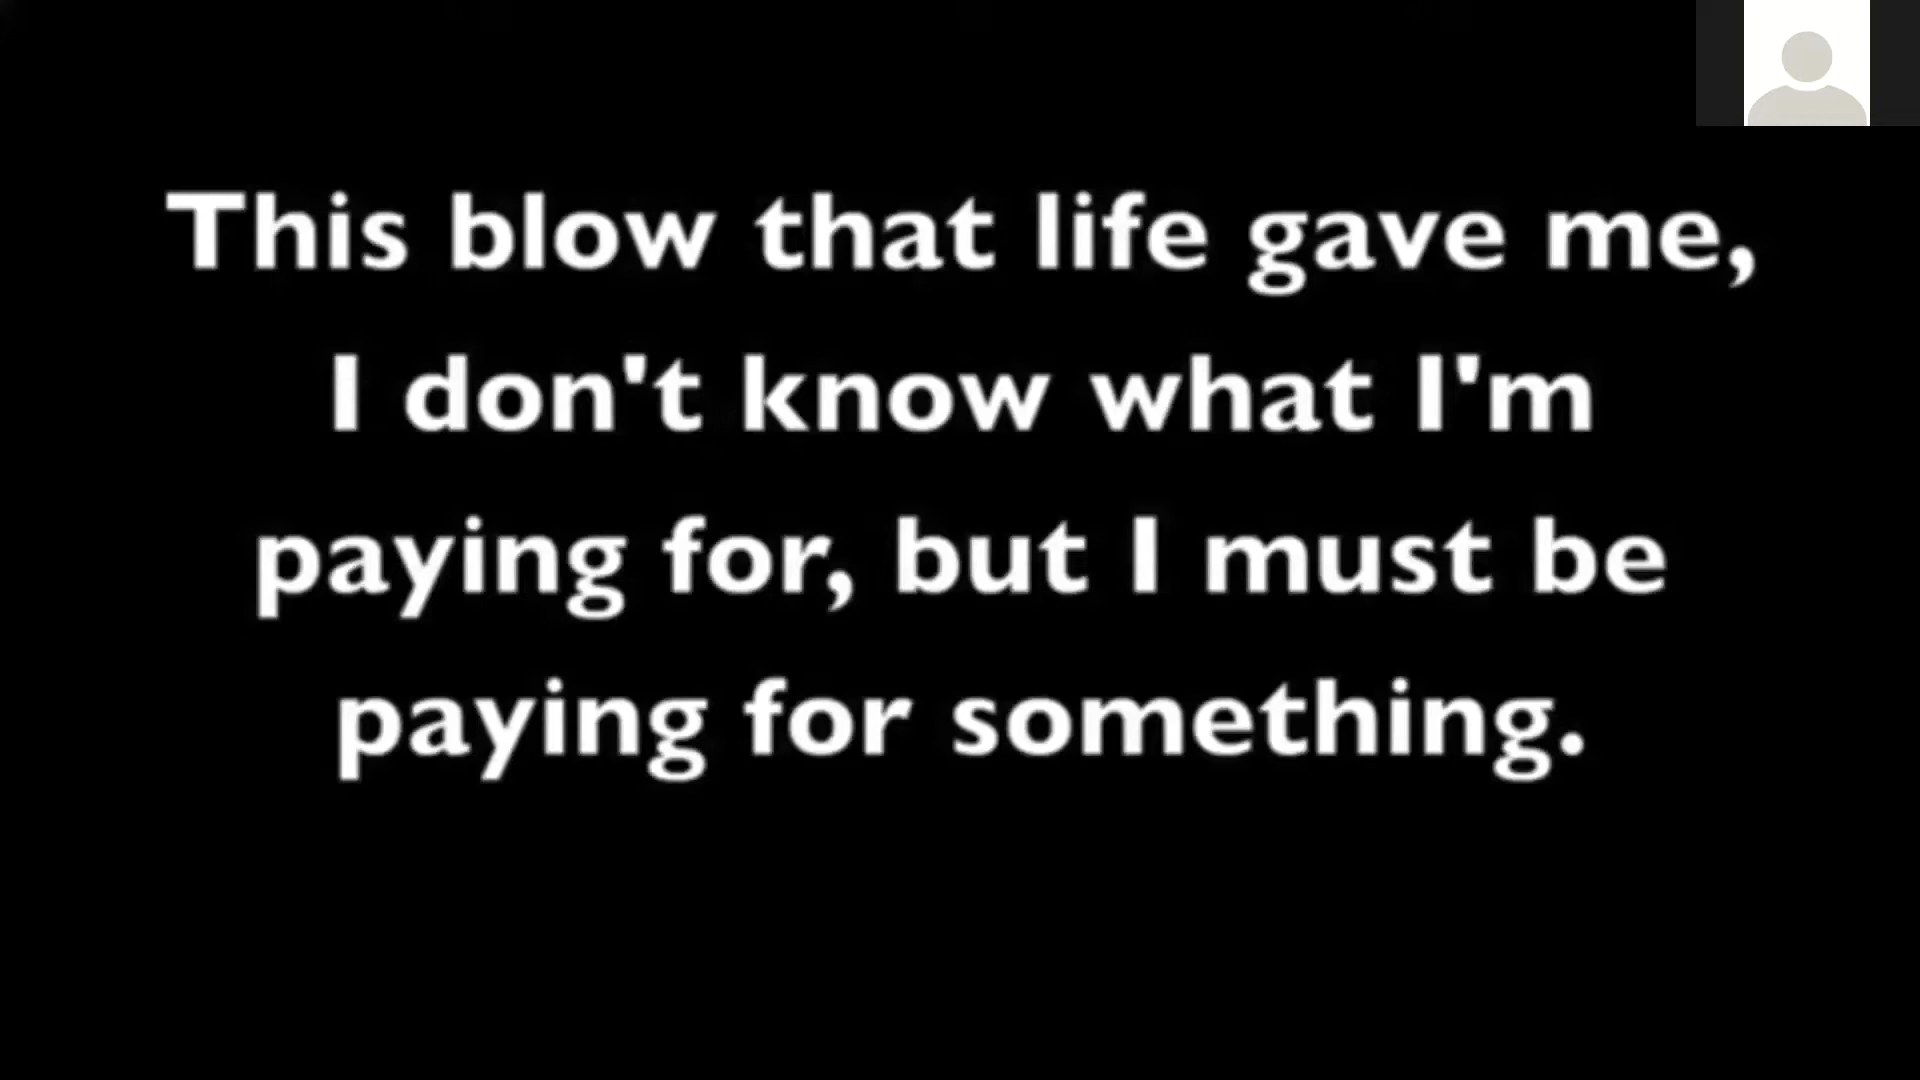 This blow that life gave me,
I don't know what I'm
paying for, but I must be
paying for something.